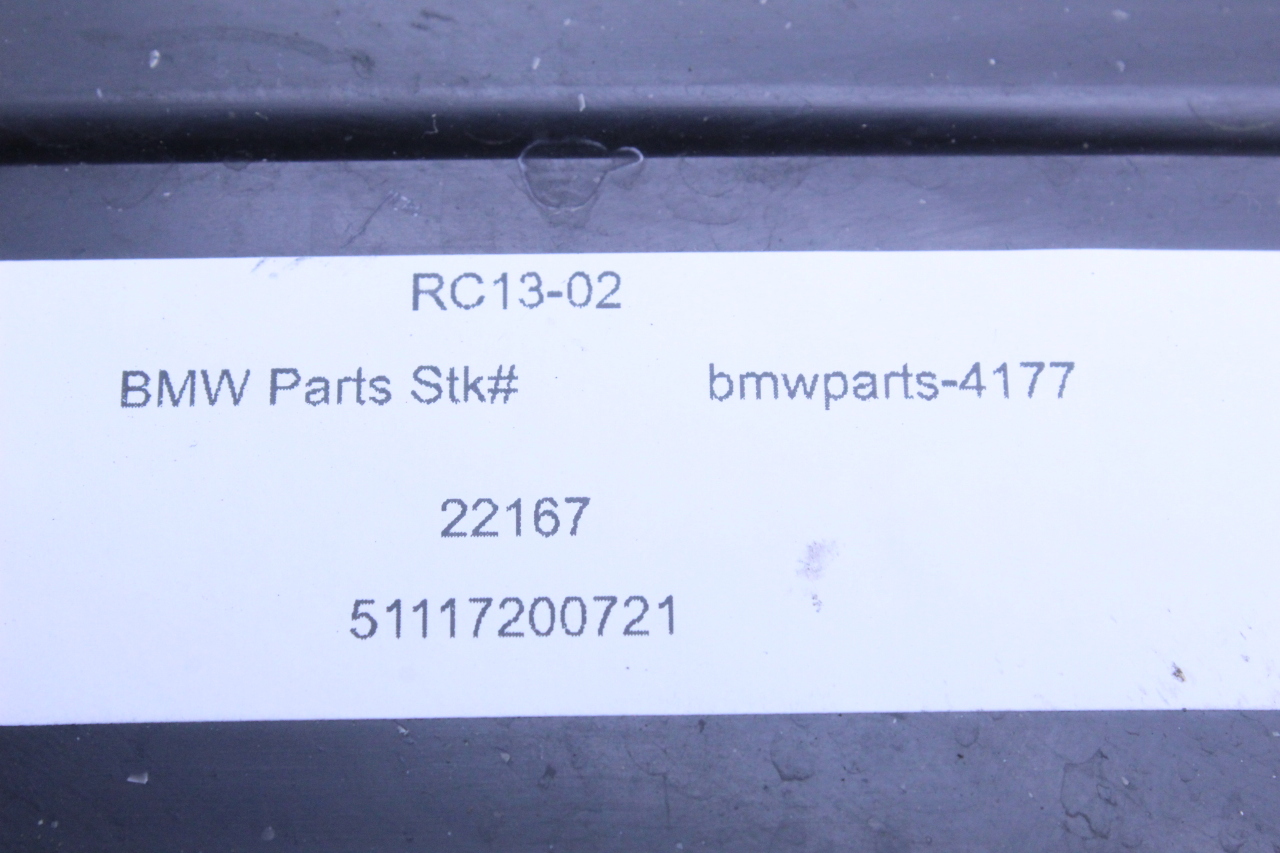 RC13-02
BMW Parts Stk# bmwparts-4177
22167
51117200721